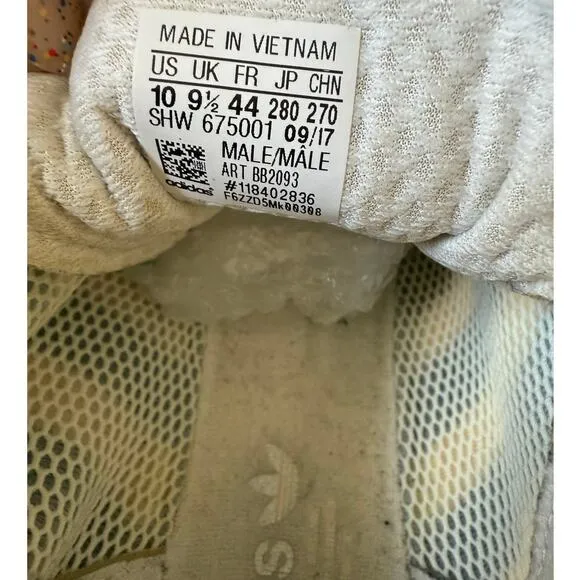 MADE IN VIETNAM
US UK FR JP CHN
10 9½ 44 280 270
SHW 675001 09/17
MALE/MÂLE
ART BB2093
#118402836
adidas F6ZZD5Mk00308
S